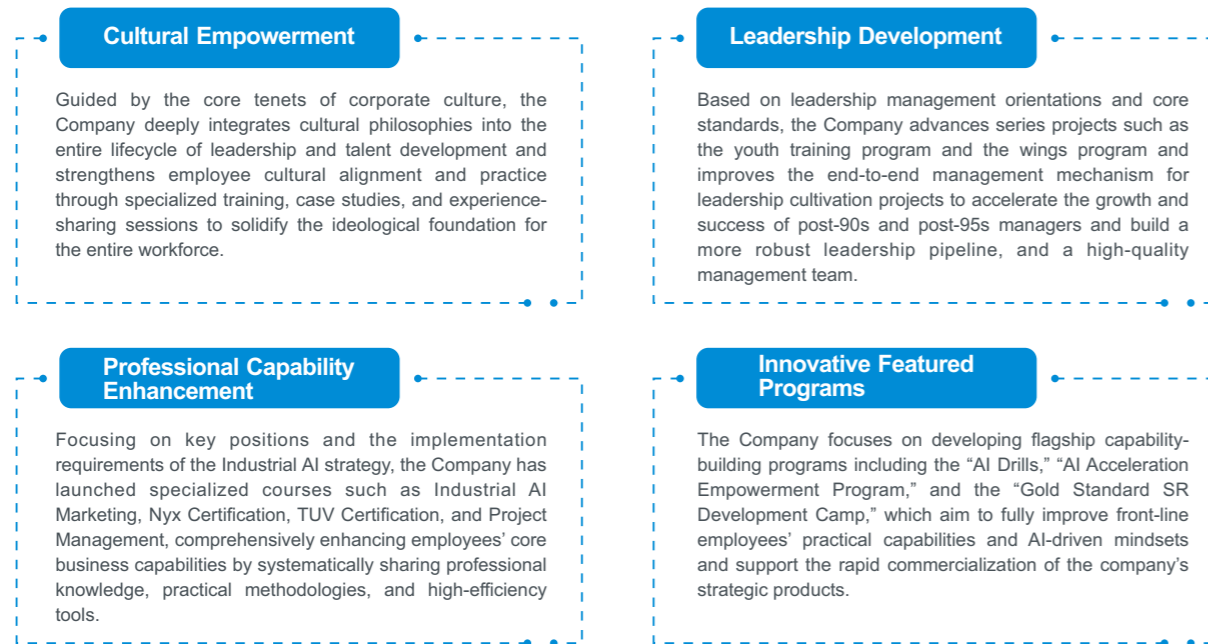 Cultural Empowerment
Guided by the core tenets of corporate culture, the
Company deeply integrates cultural philosophies into the
entire lifecycle of leadership and talent development and
strengthens employee cultural alignment and practice
through specialized training, case studies, and experience-
sharing sessions to solidify the ideological foundation for
the entire workforce.
Leadership Development
Based on leadership management orientations and core
standards, the Company advances series projects such as
the youth training program and the wings program and
improves the end-to-end management mechanism for
leadership cultivation projects to accelerate the growth and
success of post-90s and post-95s managers and build a
more robust leadership pipeline, and a high-quality
management team.
Professional Capability
Enhancement
Focusing on key positions and the implementation
requirements of the Industrial AI strategy, the Company has
launched specialized courses such as Industrial AI
Marketing, Nyx Certification, TUV Certification, and Project
Management, comprehensively enhancing employees’ core
business capabilities by systematically sharing professional
knowledge, practical methodologies, and high-efficiency
tools.
Innovative Featured
Programs
The Company focuses on developing flagship capability-
building programs including the “AI Drills,” “AI Acceleration
Empowerment Program,” and the “Gold Standard SR
Development Camp,” which aim to fully improve front-line
employees’ practical capabilities and AI-driven mindsets
and support the rapid commercialization of the company’s
strategic products.